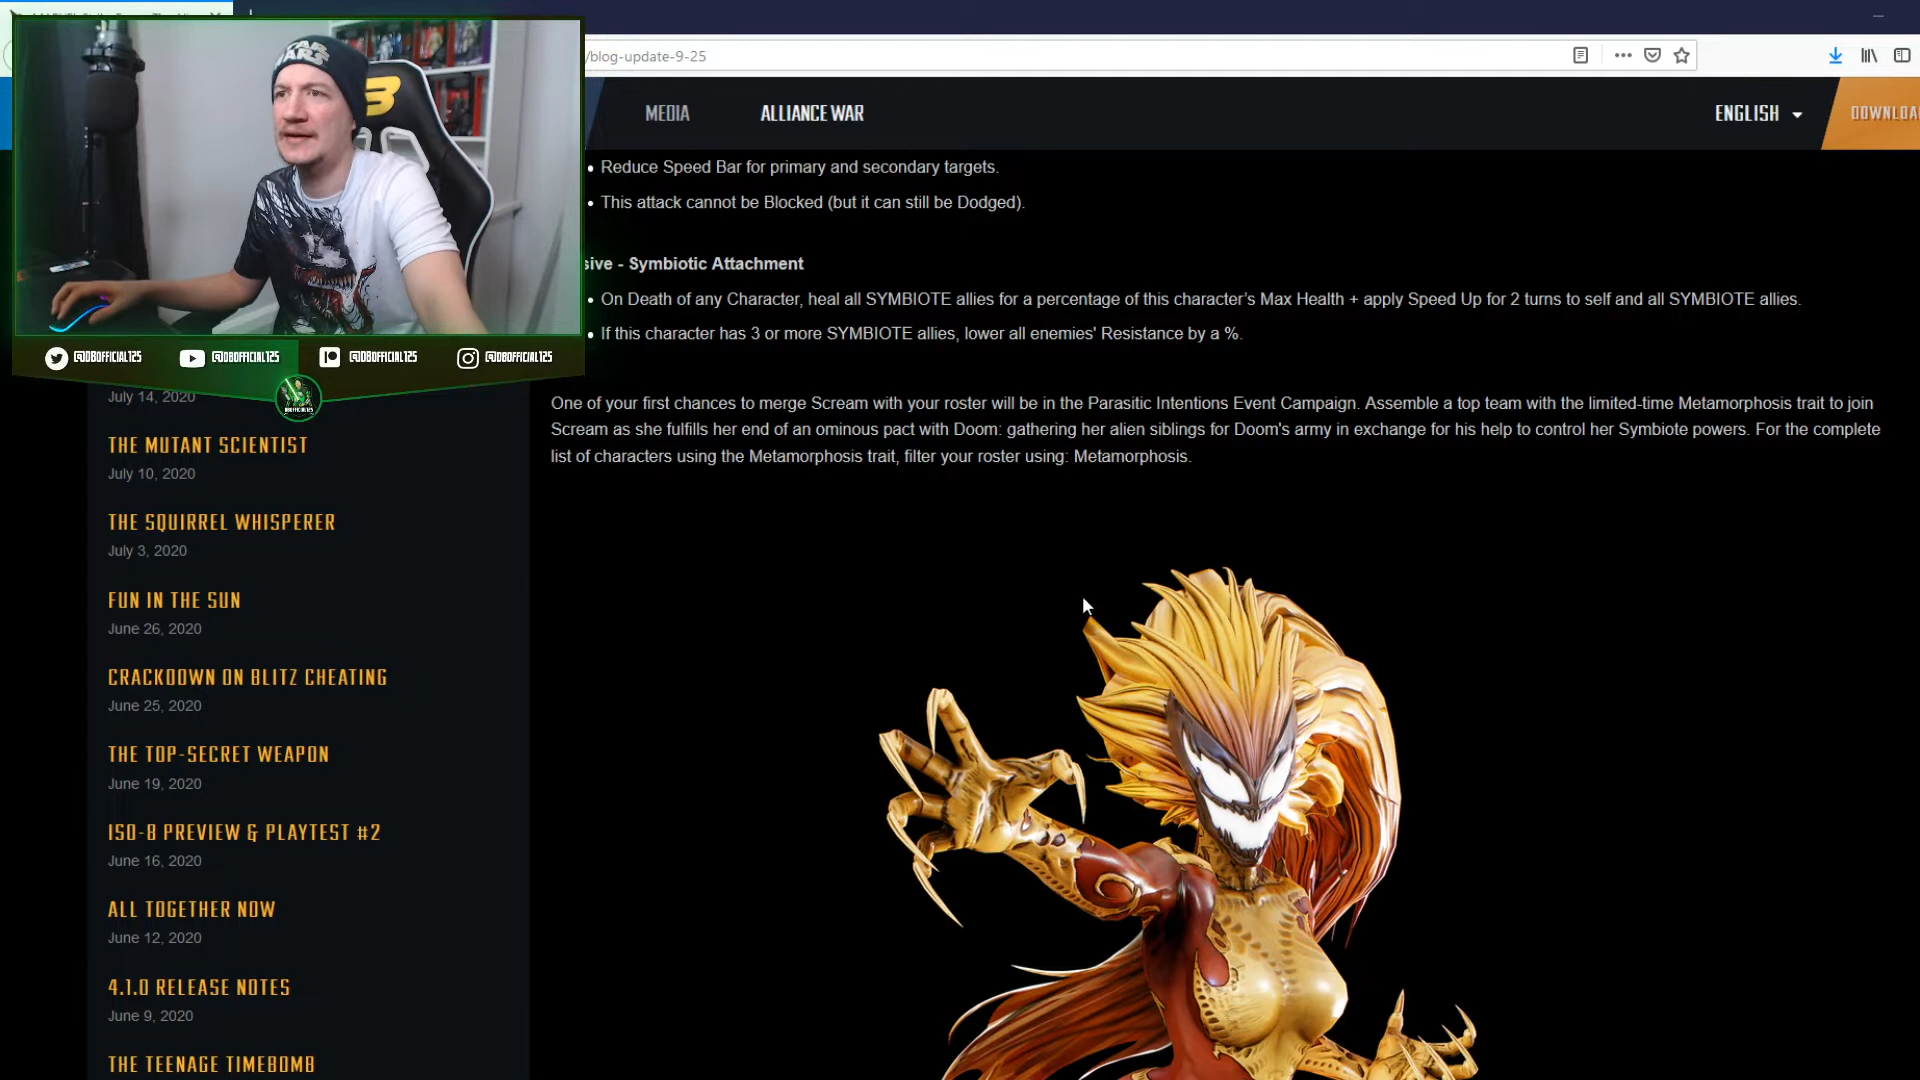 /blog-update-9-25
MEDIA
ALLIANCE WAR
ENGLISH
DOWNLOA
STAR
WARS
@DBOFFICIAL125 @DBOFFICIAL125 @DBOFFICIAL125 @DBOFFICIAL125
July 14, 2020
THE MUTANT SCIENTIST
July 10, 2020
THE SQUIRREL WHISPERER
July 3, 2020
FUN IN THE SUN
June 26, 2020
CRACKDOWN ON BLITZ CHEATING
June 25, 2020
THE TOP-SECRET WEAPON
June 19, 2020
ISO-8 PREVIEW & PLAYTEST #2
June 16, 2020
ALL TOGETHER NOW
June 12, 2020
4.1.0 RELEASE NOTES
June 9, 2020
THE TEENAGE TIMEBOMB
• Reduce Speed Bar for primary and secondary targets.
• This attack cannot be Blocked (but it can still be Dodged).
sive - Symbiotic Attachment
• On Death of any Character, heal all SYMBIOTE allies for a percentage of this character's Max Health + apply Speed Up for 2 turns to self and all SYMBIOTE allies.
• If this character has 3 or more SYMBIOTE allies, lower all enemies' Resistance by a %.
One of your first chances to merge Scream with your roster will be in the Parasitic Intentions Event Campaign. Assemble a top team with the limited-time Metamorphosis trait to join
Scream as she fulfills her end of an ominous pact with Doom: gathering her alien siblings for Doom's army in exchange for his help to control her Symbiote powers. For the complete
list of characters using the Metamorphosis trait, filter your roster using: Metamorphosis.